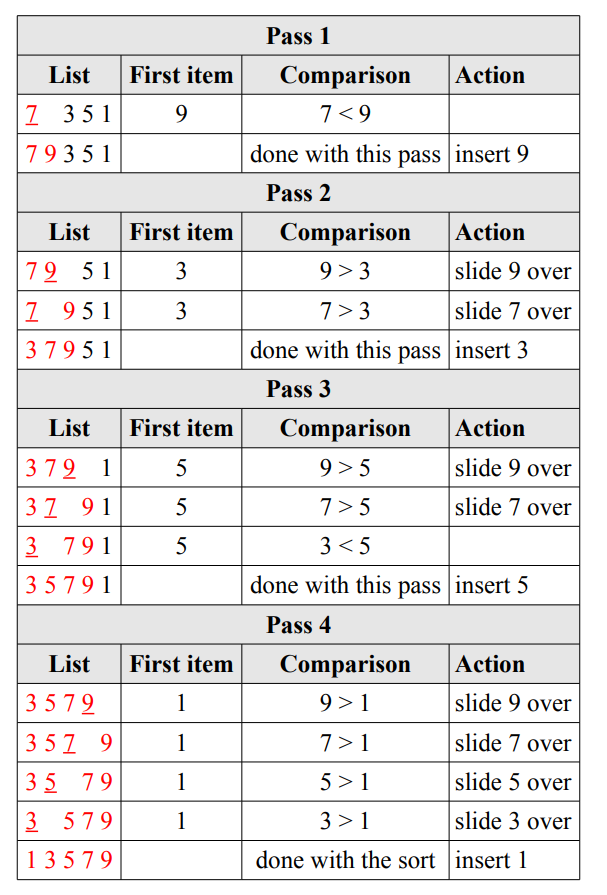 Pass 1
List First item Comparison Action
7 3 5 1 9 7 < 9
7 9 3 5 1 done with this pass insert 9
Pass 2
List First item Comparison Action
7 9 5 1 3 9 > 3 slide 9 over
7 9 5 1 3 7 > 3 slide 7 over
3 7 9 5 1 done with this pass insert 3
Pass 3
List First item Comparison Action
3 7 9 1 5 9 > 5 slide 9 over
3 7 9 1 5 7 > 5 slide 7 over
3 7 9 1 5 3 < 5
3 5 7 9 1 done with this pass insert 5
Pass 4
List First item Comparison Action
3 5 7 9 1 9 > 1 slide 9 over
3 5 7 9 1 7 > 1 slide 7 over
3 5 7 9 1 5 > 1 slide 5 over
3 5 7 9 1 3 > 1 slide 3 over
1 3 5 7 9 done with the sort insert 1